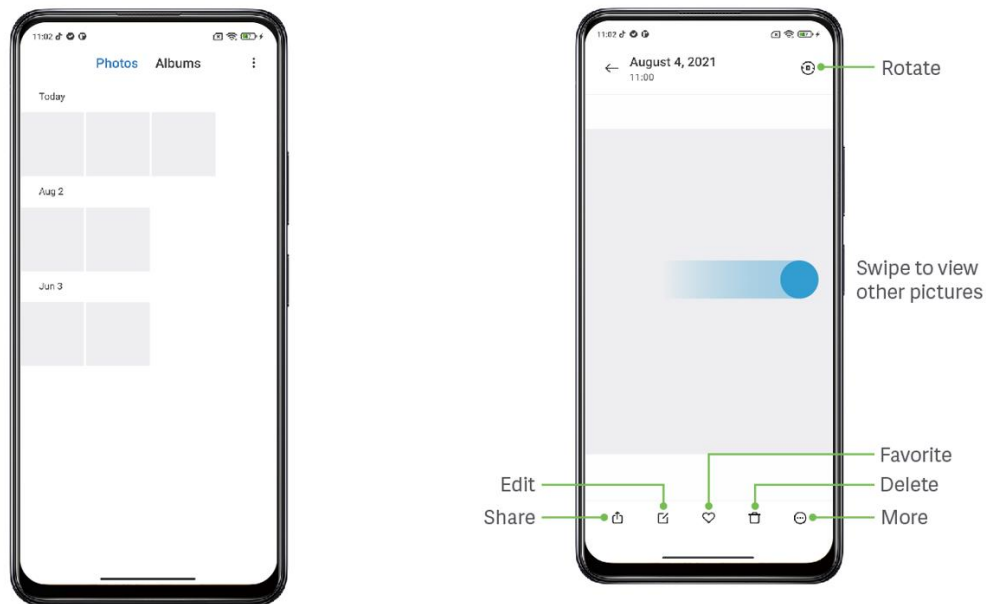 11:02
Photos Albums
Today
Aug 2
Jun 3
11:02
August 4, 2021
11:00
Rotate
Swipe to view
other pictures
Favorite
Edit
Delete
Share
More